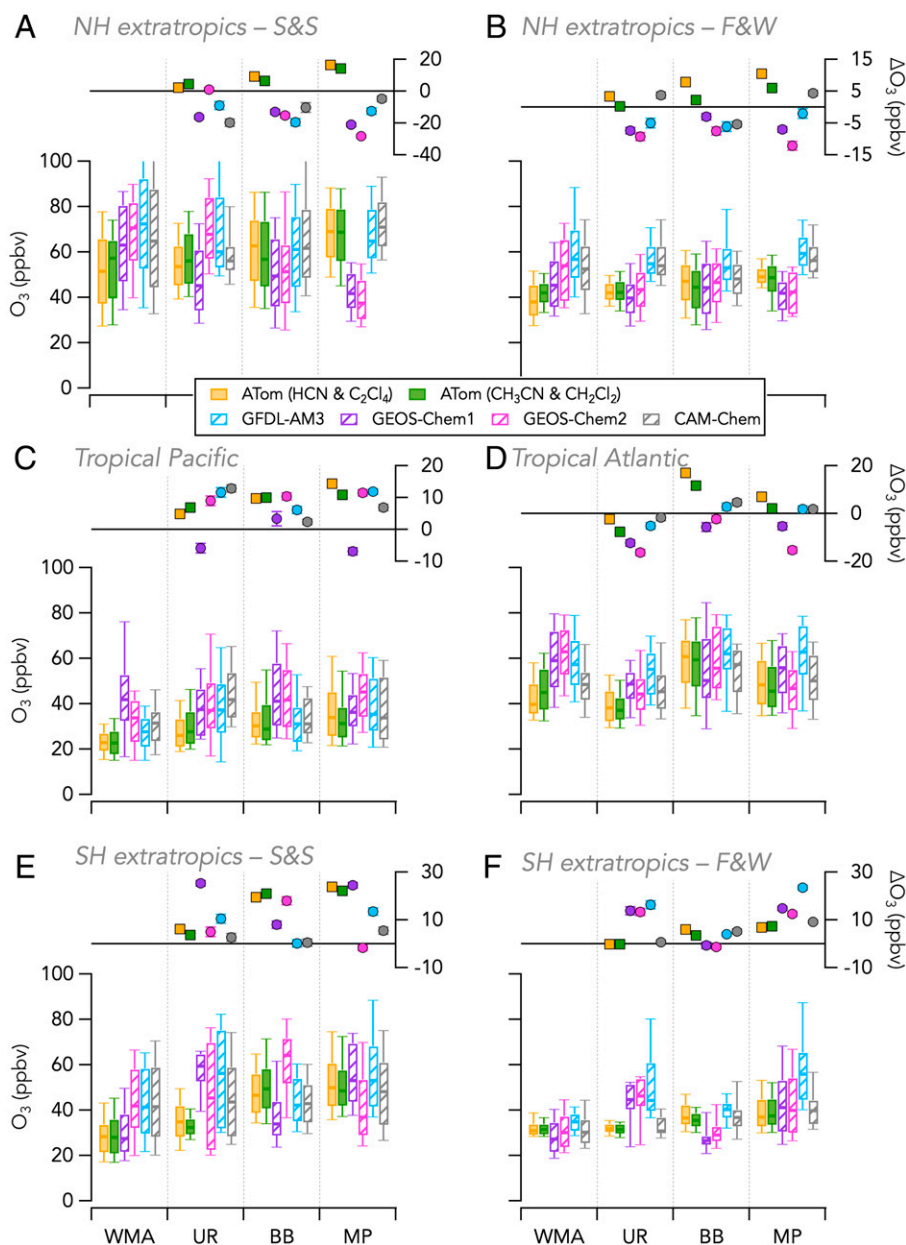 A
NH extratropics – S&S
20
0
-20
-40
100
80
60
40
20
0
O₃ (ppbv)
B
NH extratropics – F&W
15
5
-5
-15
ΔO₃ (ppbv)
ATom (HCN & C₂Cl₄) ATom (CH₃CN & CH₂Cl₂)
GFDL-AM3 GEOS-Chem1 GEOS-Chem2 CAM-Chem
C
Tropical Pacific
20
10
0
-10
100
80
60
40
20
0
O₃ (ppbv)
D
Tropical Atlantic
20
0
-20
ΔO₃ (ppbv)
E
SH extratropics – S&S
30
10
-10
100
80
60
40
20
0
O₃ (ppbv)
WMA UR BB MP
F
SH extratropics – F&W
30
10
-10
ΔO₃ (ppbv)
WMA UR BB MP